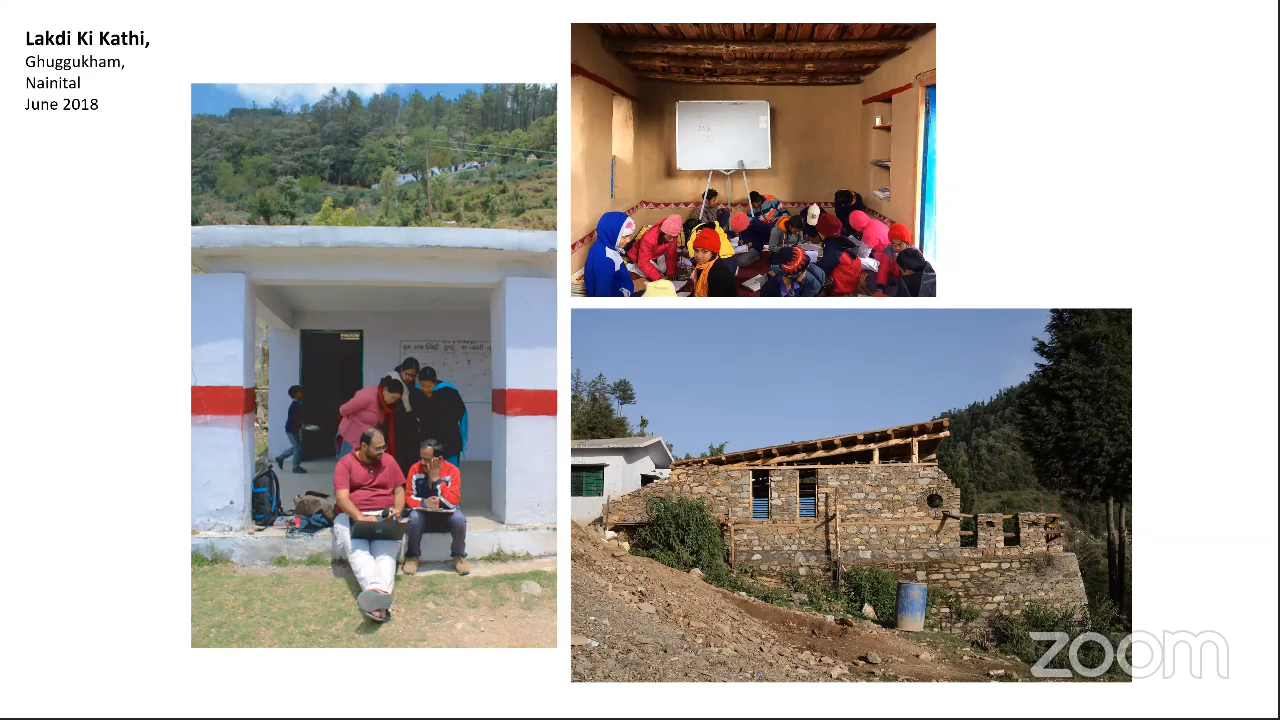 Lakdi Ki Kathi,
Ghuggukham,
Nainital
June 2018
zoom